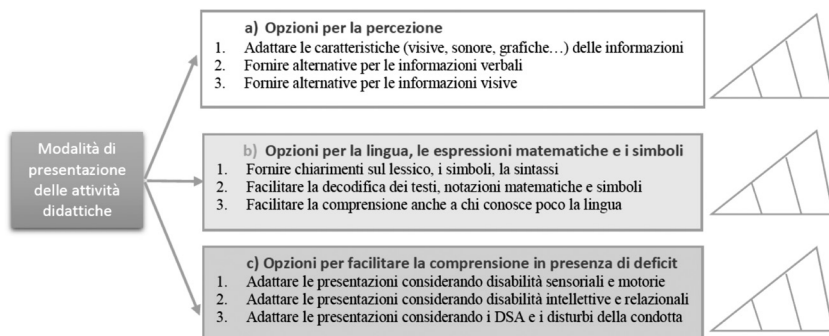 Modalità di
presentazione
delle attività
didattiche
a) Opzioni per la percezione
1. Adattare le caratteristiche (visive, sonore, grafiche…) delle informazioni
2. Fornire alternative per le informazioni verbali
3. Fornire alternative per le informazioni visive
b) Opzioni per la lingua, le espressioni matematiche e i simboli
1. Fornire chiarimenti sul lessico, i simboli, la sintassi
2. Facilitare la decodifica dei testi, notazioni matematiche e simboli
3. Facilitare la comprensione anche a chi conosce poco la lingua
c) Opzioni per facilitare la comprensione in presenza di deficit
1. Adattare le presentazioni considerando disabilità sensoriali e motorie
2. Adattare le presentazioni considerando disabilità intellettive e relazionali
3. Adattare le presentazioni considerando i DSA e i disturbi della condotta